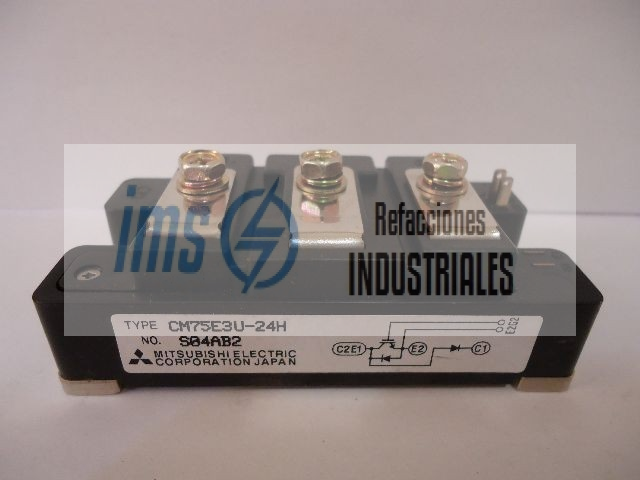 ims
Refacciones
INDUSTRIALES
TYPE CM75E3U-24H
NO. S04AB2
MITSUBISHI ELECTRIC
CORPORATION JAPAN
C2E1 E2 C1
E2G2